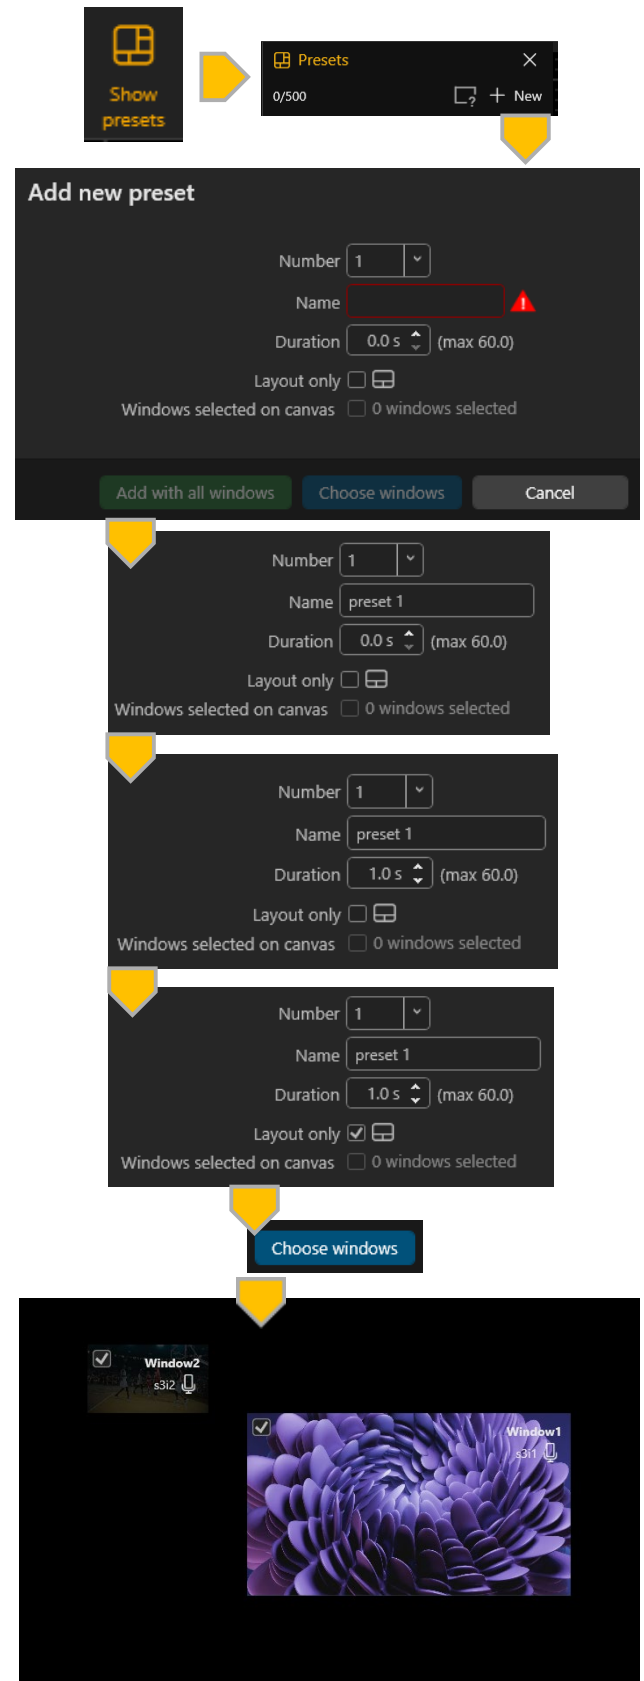 Show
presets
Presets
0/500
? New
Add new preset
Number 1
Name
Duration 0.0 s (max 60.0)
Layout only
Windows selected on canvas 0 windows selected
Add with all windows Choose windows Cancel
Number 1
Name preset 1
Duration 0.0 s (max 60.0)
Layout only
Windows selected on canvas 0 windows selected
Number 1
Name preset 1
Duration 1.0 s (max 60.0)
Layout only
Windows selected on canvas 0 windows selected
Number 1
Name preset 1
Duration 1.0 s (max 60.0)
Layout only
Windows selected on canvas 0 windows selected
Choose windows
Window2
s3i2
Window1
s3i1